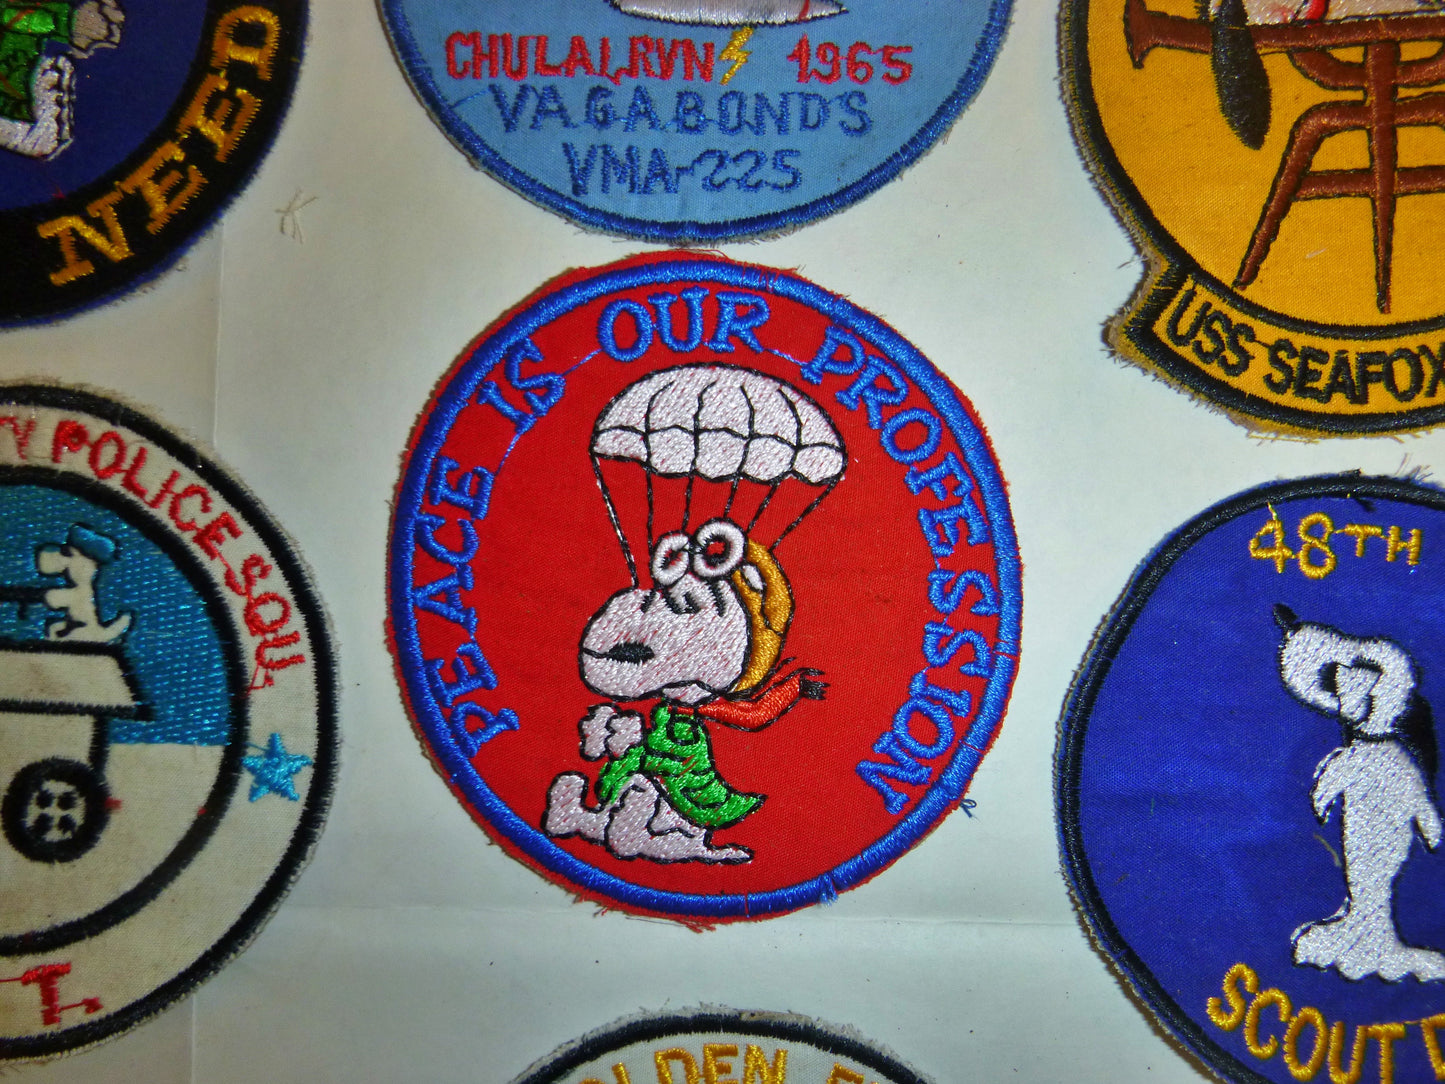 NEED
CHULAI,RVN 1965
VAGABONDS
VMA-225
USS SEAFOX
PEACE IS OUR PROFESSION
POLICE SQU
T.
48TH
SCOUT